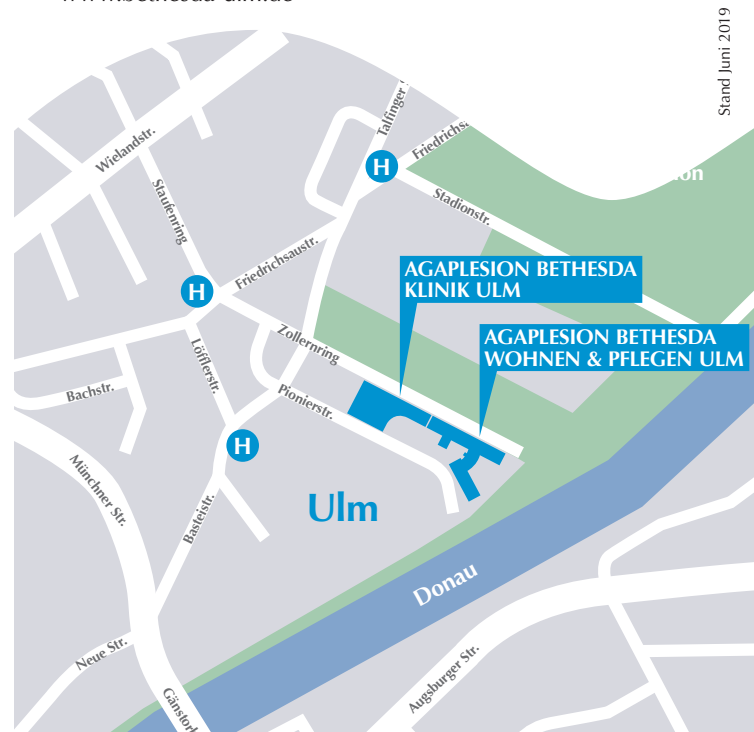 Stand Juni 2019
Talfinger
Friedrichs
Wielandstr.
Staufenring
H
Stadionstr.
Friedrichsaustr.
AGAPLESION BETHESDA
KLINIK ULM
H
Zollernring
AGAPLESION BETHESDA
WOHNEN & PFLEGEN ULM
Löfflerstr.
Bachstr.
Pionierstr.
H
Münchner Str.
Basteistr.
Ulm
Donau
Neue Str.
Augsburger Str.